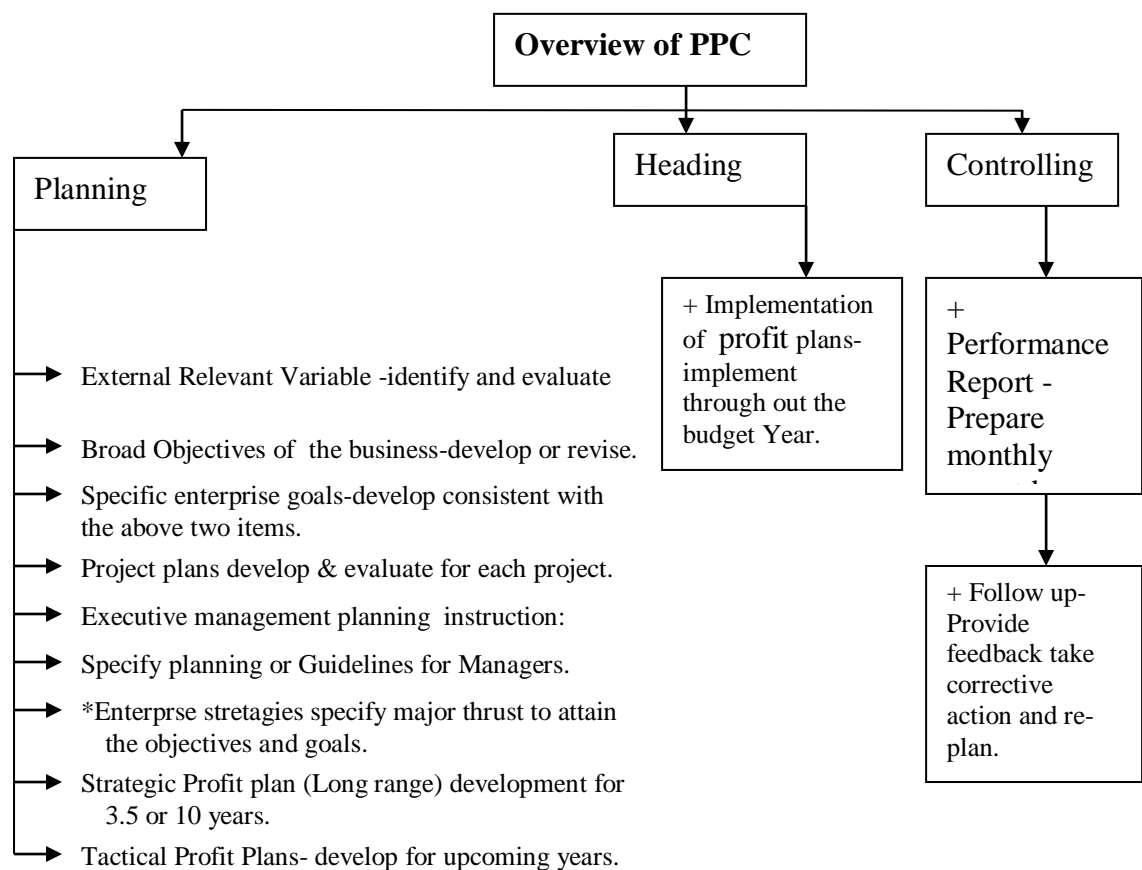 Overview of PPC
Planning
Heading
Controlling
External Relevant Variable -identify and evaluate
Broad Objectives of the business-develop or revise.
Specific enterprise goals-develop consistent with
the above two items.
Project plans develop & evaluate for each project.
Executive management planning instruction:
Specify planning or Guidelines for Managers.
*Enterprse stretagies specify major thrust to attain
the objectives and goals.
Strategic Profit plan (Long range) development for
3.5 or 10 years.
Tactical Profit Plans- develop for upcoming years.
+ Implementation
of profit plans-
implement
through out the
budget Year.
+
Performance
Report -
Prepare
monthly
+ Follow up-
Provide
feedback take
corrective
action and re-
plan.